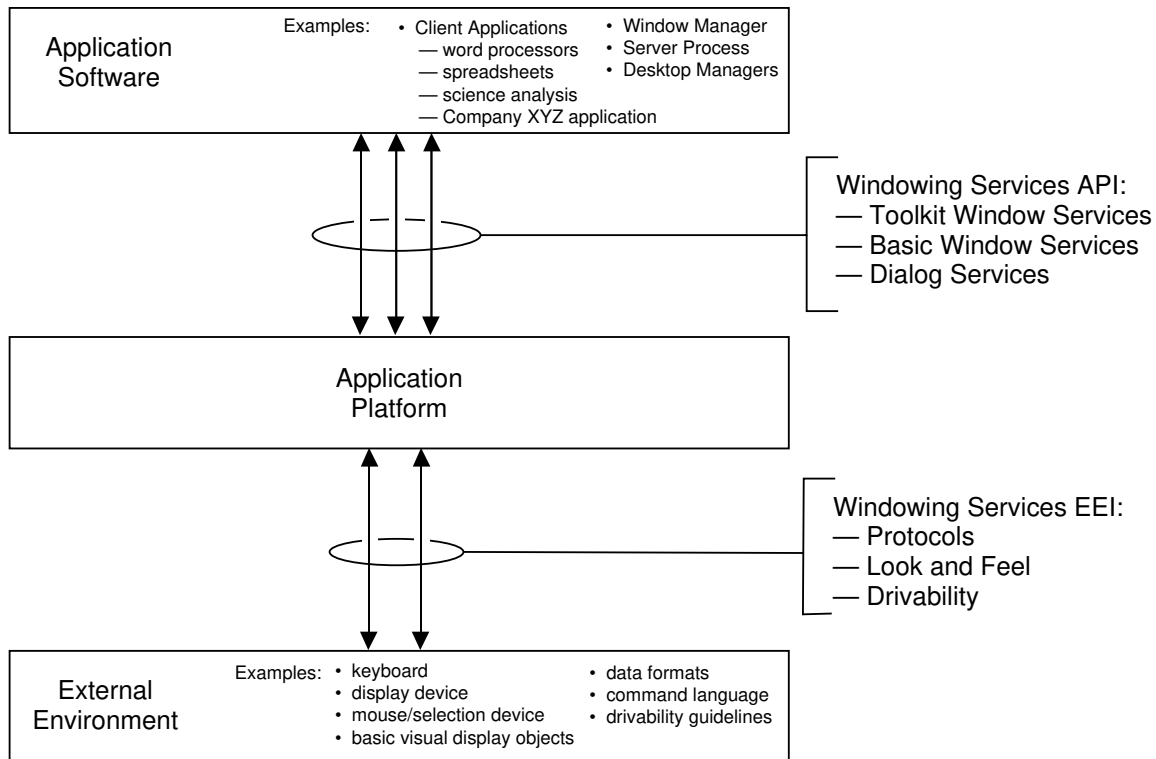 Application
Software
Examples:
• Client Applications
— word processors
— spreadsheets
— science analysis
— Company XYZ application
• Window Manager
• Server Process
• Desktop Managers
Windowing Services API:
— Toolkit Window Services
— Basic Window Services
— Dialog Services
Application
Platform
Windowing Services EEI:
— Protocols
— Look and Feel
— Drivability
External
Environment
Examples:
• keyboard
• display device
• mouse/selection device
• basic visual display objects
• data formats
• command language
• drivability guidelines